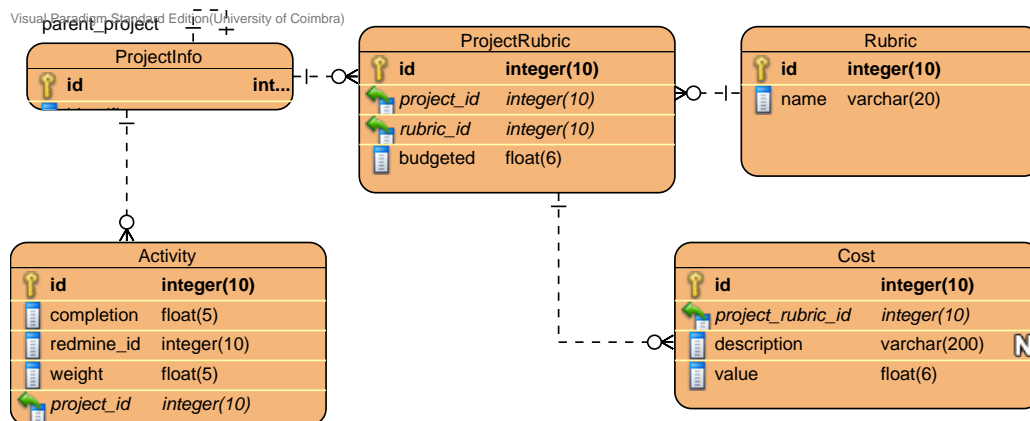 Visual Paradigm Standard Edition(University of Coimbra)
parent_project
ProjectInfo
id int...
ProjectRubric
id integer(10)
project_id integer(10)
rubric_id integer(10)
budgeted float(6)
Rubric
id integer(10)
name varchar(20)
Activity
id integer(10)
completion float(5)
redmine_id integer(10)
weight float(5)
project_id integer(10)
Cost
id integer(10)
project_rubric_id integer(10)
description varchar(200) N
value float(6)